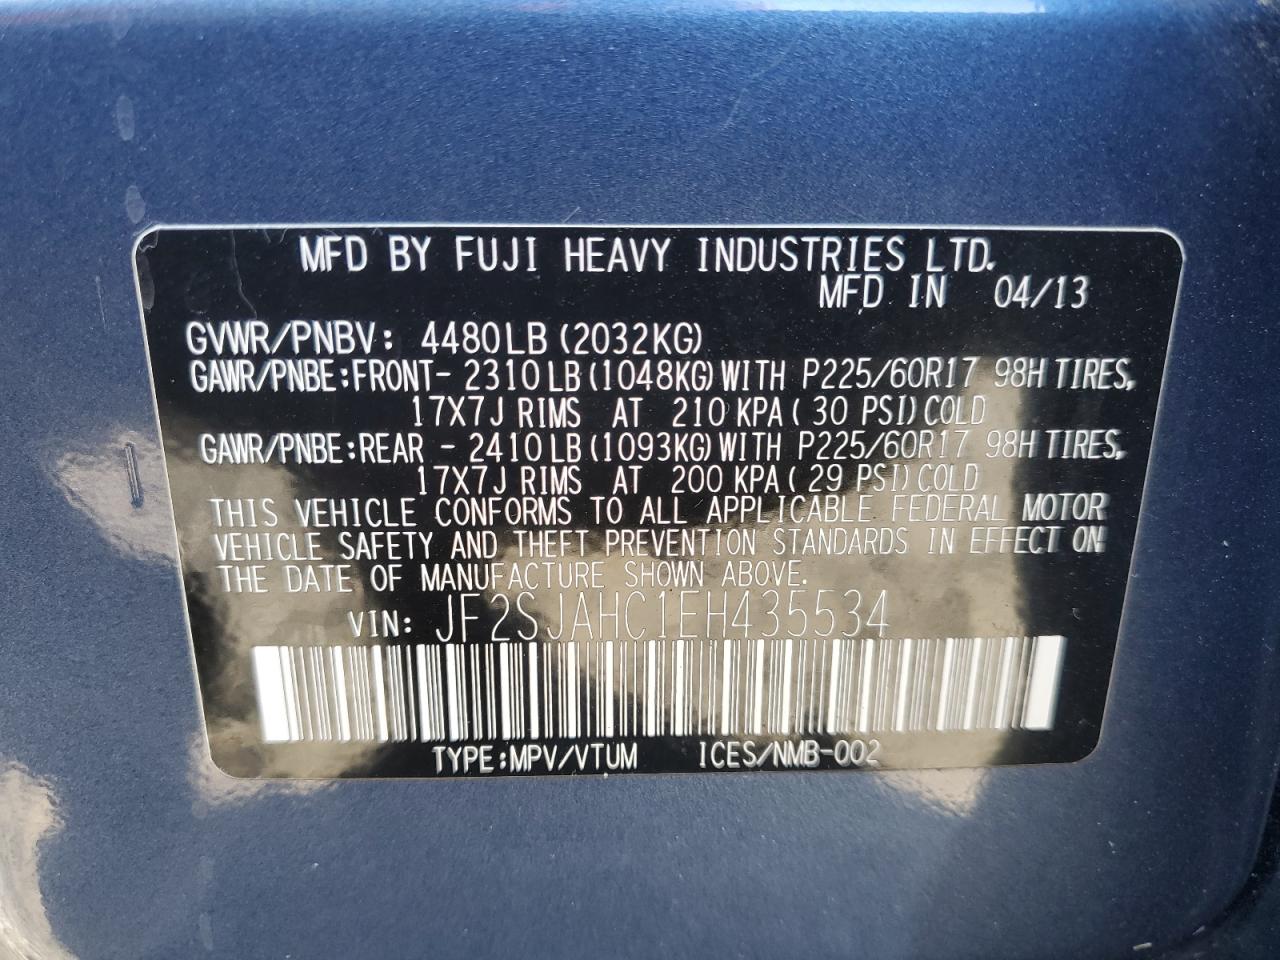 MFD BY FUJI HEAVY INDUSTRIES LTD.
MFD IN 04/13
GVWR/PNBV: 4480LB (2032KG)
GAWR/PNBE:FRONT- 2310 LB (1048KG) WITH P225/60R17 98H TIRES,
17X7J RIMS AT 210 KPA ( 30 PSI) COLD
GAWR/PNBE:REAR - 2410 LB (1093KG) WITH P225/60R17 98H TIRES,
17X7J RIMS AT 200 KPA ( 29 PSI) COLD
THIS VEHICLE CONFORMS TO ALL APPLICABLE FEDERAL MOTOR
VEHICLE SAFETY AND THEFT PREVENTION STANDARDS IN EFFECT ON
THE DATE OF MANUFACTURE SHOWN ABOVE.
VIN: JF2SJAHC1EH435534
TYPE:MPV/VTUM ICES/NMB-002